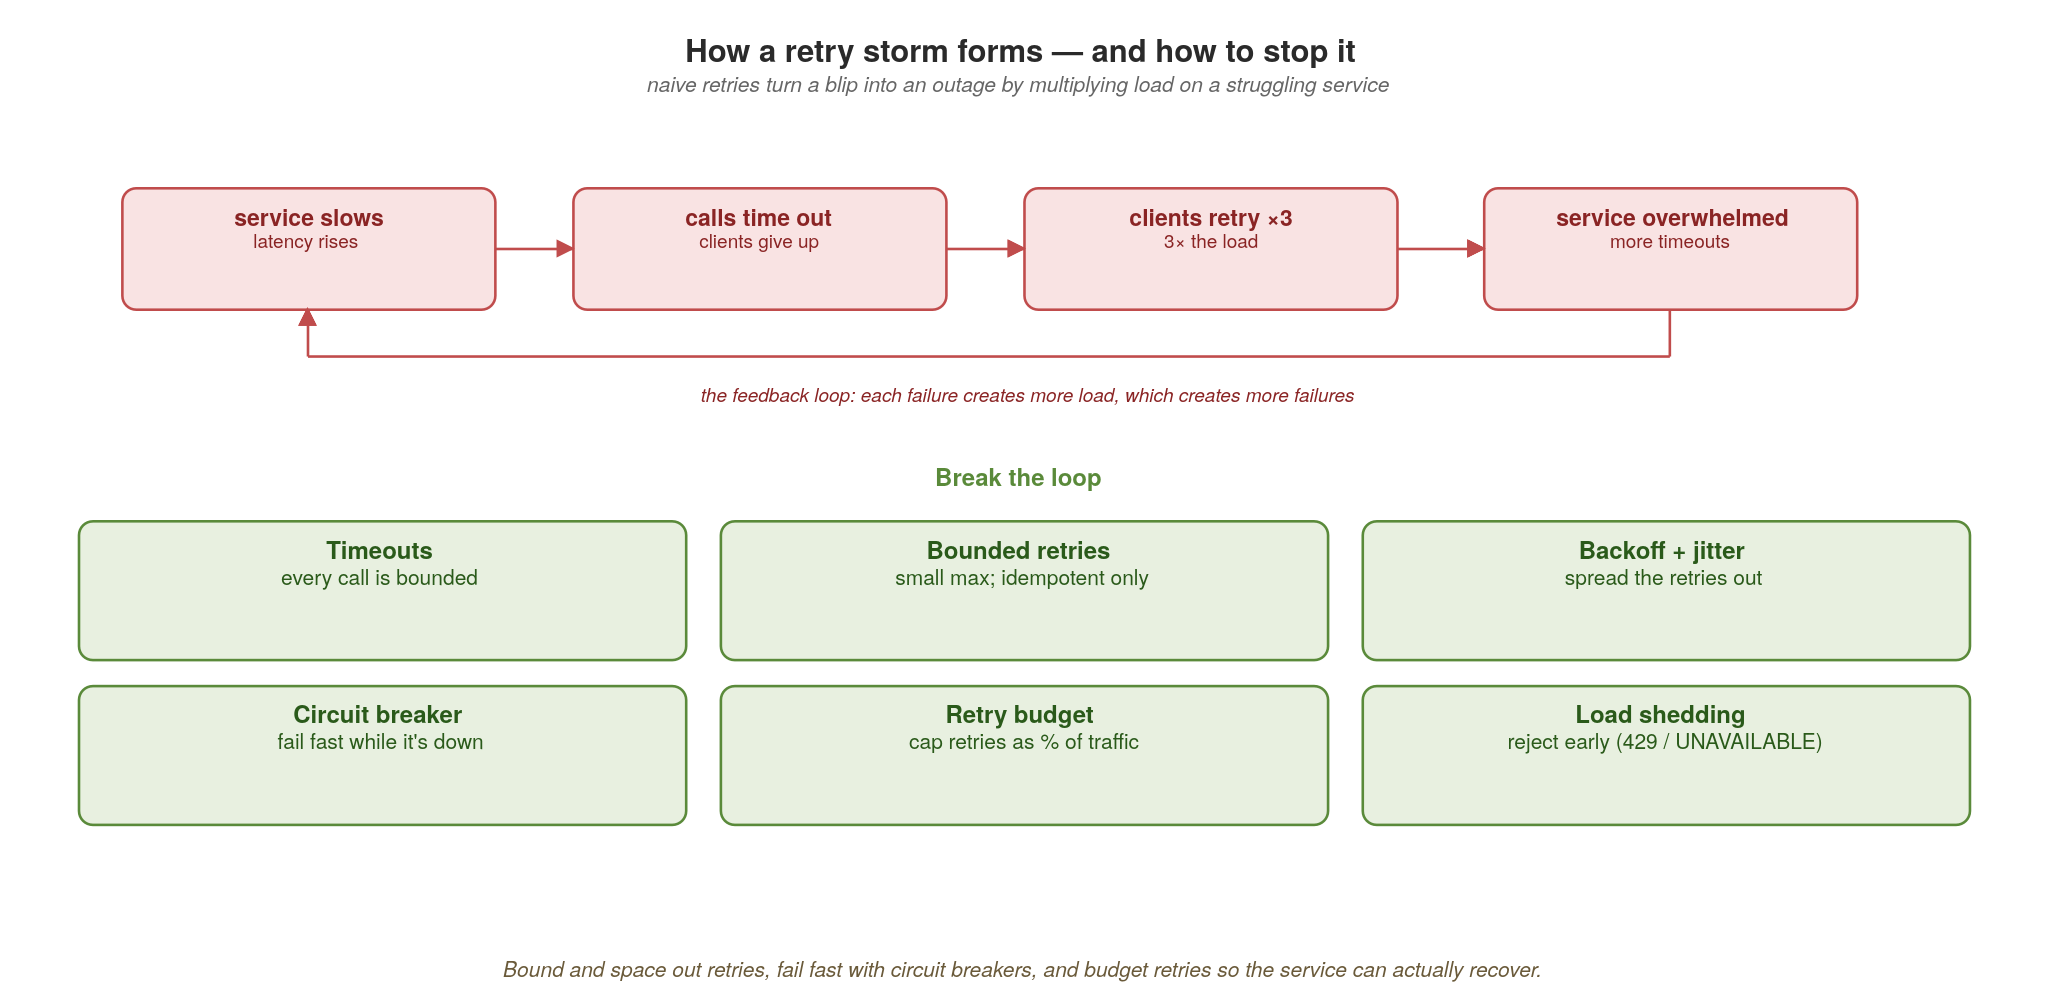 How a retry storm forms — and how to stop it
naive retries turn a blip into an outage by multiplying load on a struggling service
service slows
latency rises
calls time out
clients give up
clients retry ×3
3× the load
service overwhelmed
more timeouts
the feedback loop: each failure creates more load, which creates more failures
Break the loop
Timeouts
every call is bounded
Bounded retries
small max; idempotent only
Backoff + jitter
spread the retries out
Circuit breaker
fail fast while it's down
Retry budget
cap retries as % of traffic
Load shedding
reject early (429 / UNAVAILABLE)
Bound and space out retries, fail fast with circuit breakers, and budget retries so the service can actually recover.